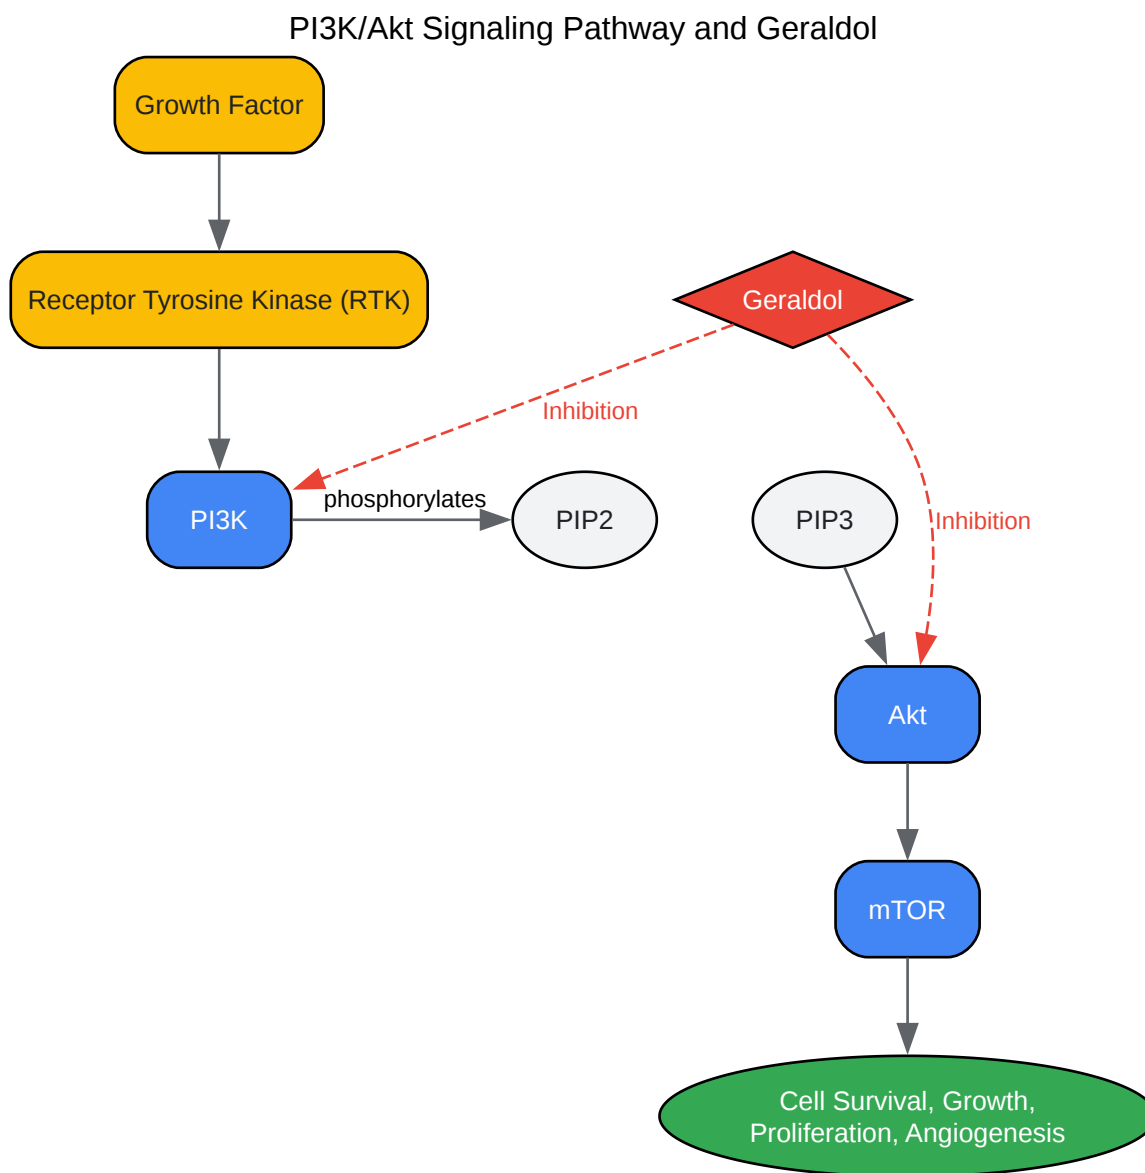 PI3K/Akt Signaling Pathway and Geraldol
Growth Factor
Receptor Tyrosine Kinase (RTK)
Geraldol
Inhibition
PI3K
phosphorylates
PIP2
PIP3
Inhibition
Akt
mTOR
Cell Survival, Growth,
Proliferation, Angiogenesis